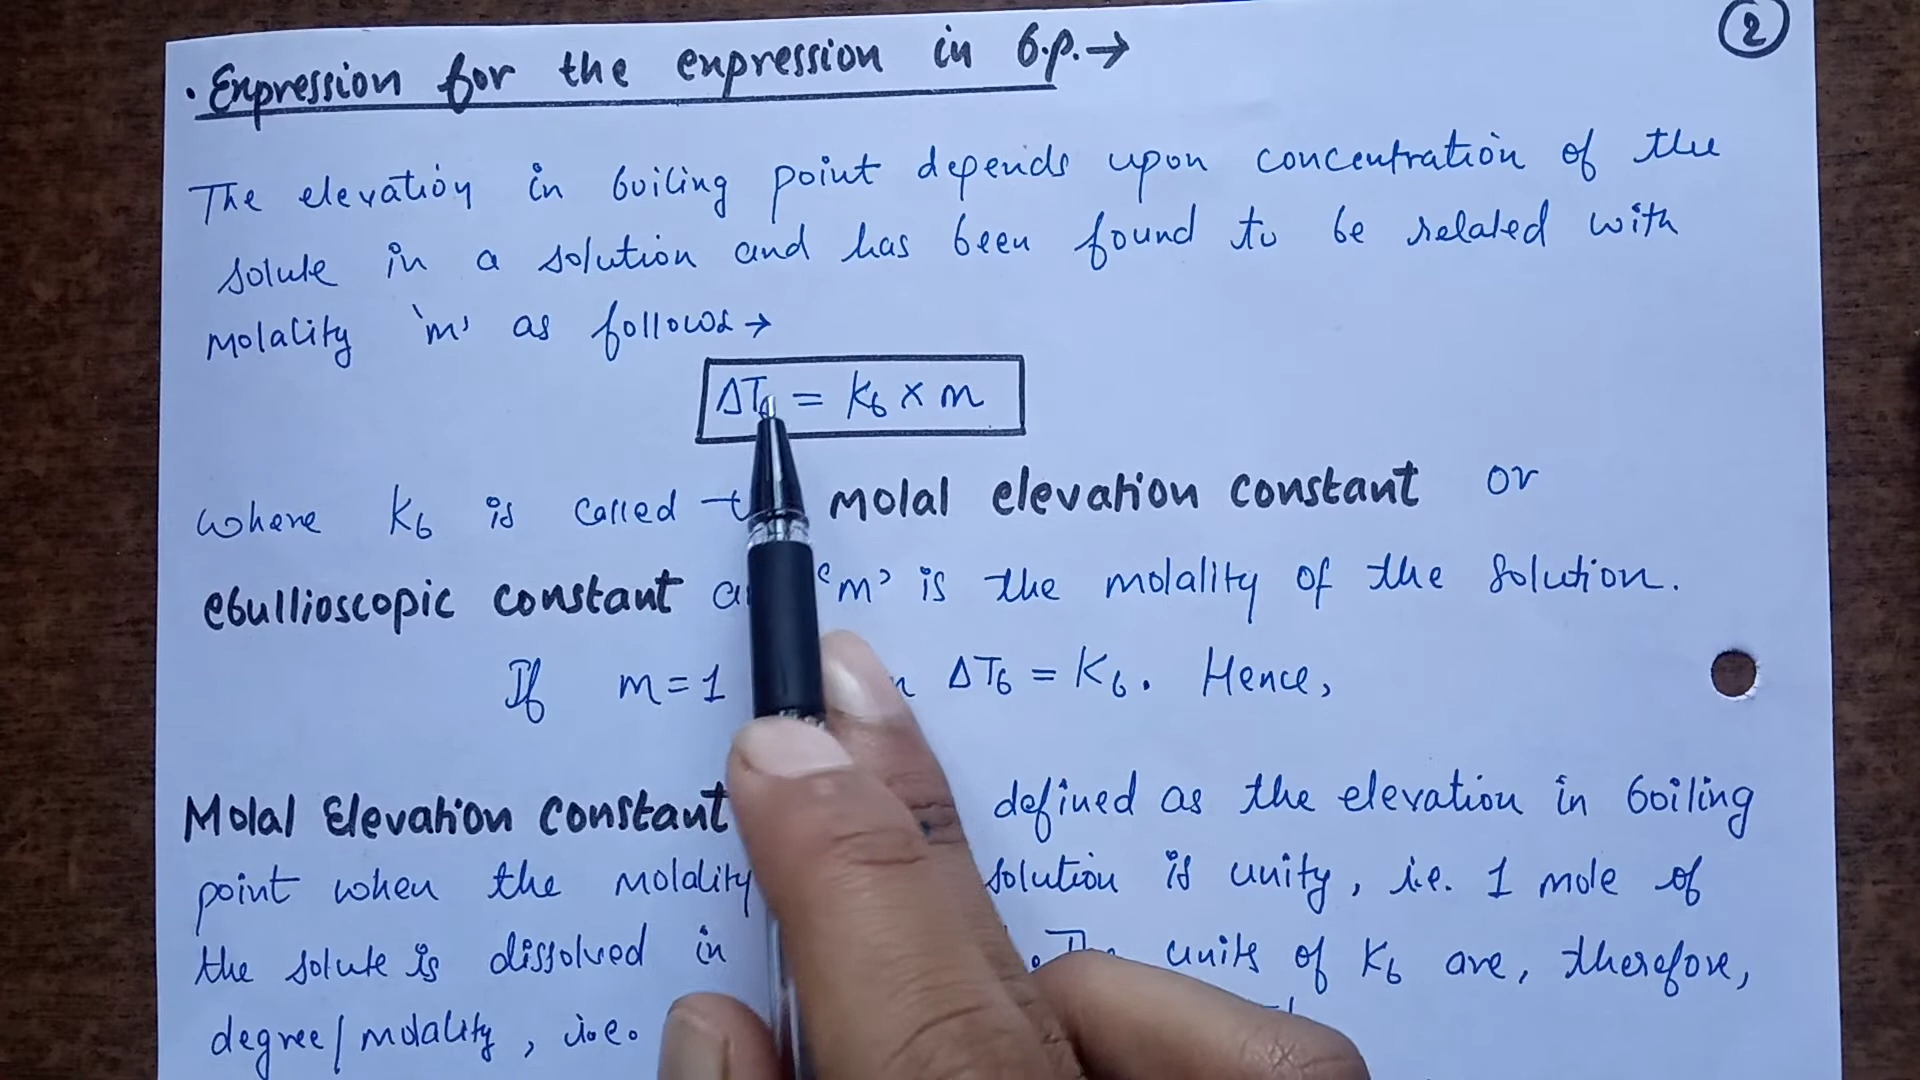 ②
· Expression for the expression in b.p. →
The elevation in boiling point depends upon concentration of the
solute in a solution and has been found to be related with
molality 'm' as follows →
ΔTb = Kb × m
where Kb is called molal elevation constant or
ebullioscopic constant 'm' is the molality of the solution.
If m = 1 ΔTb = Kb. Hence,
Molal Elevation Constant defined as the elevation in boiling
point when the molality solution is unity, i.e. 1 mole of
the solute is dissolved in units of Kb are, therefore,
degree/molality, i.e.